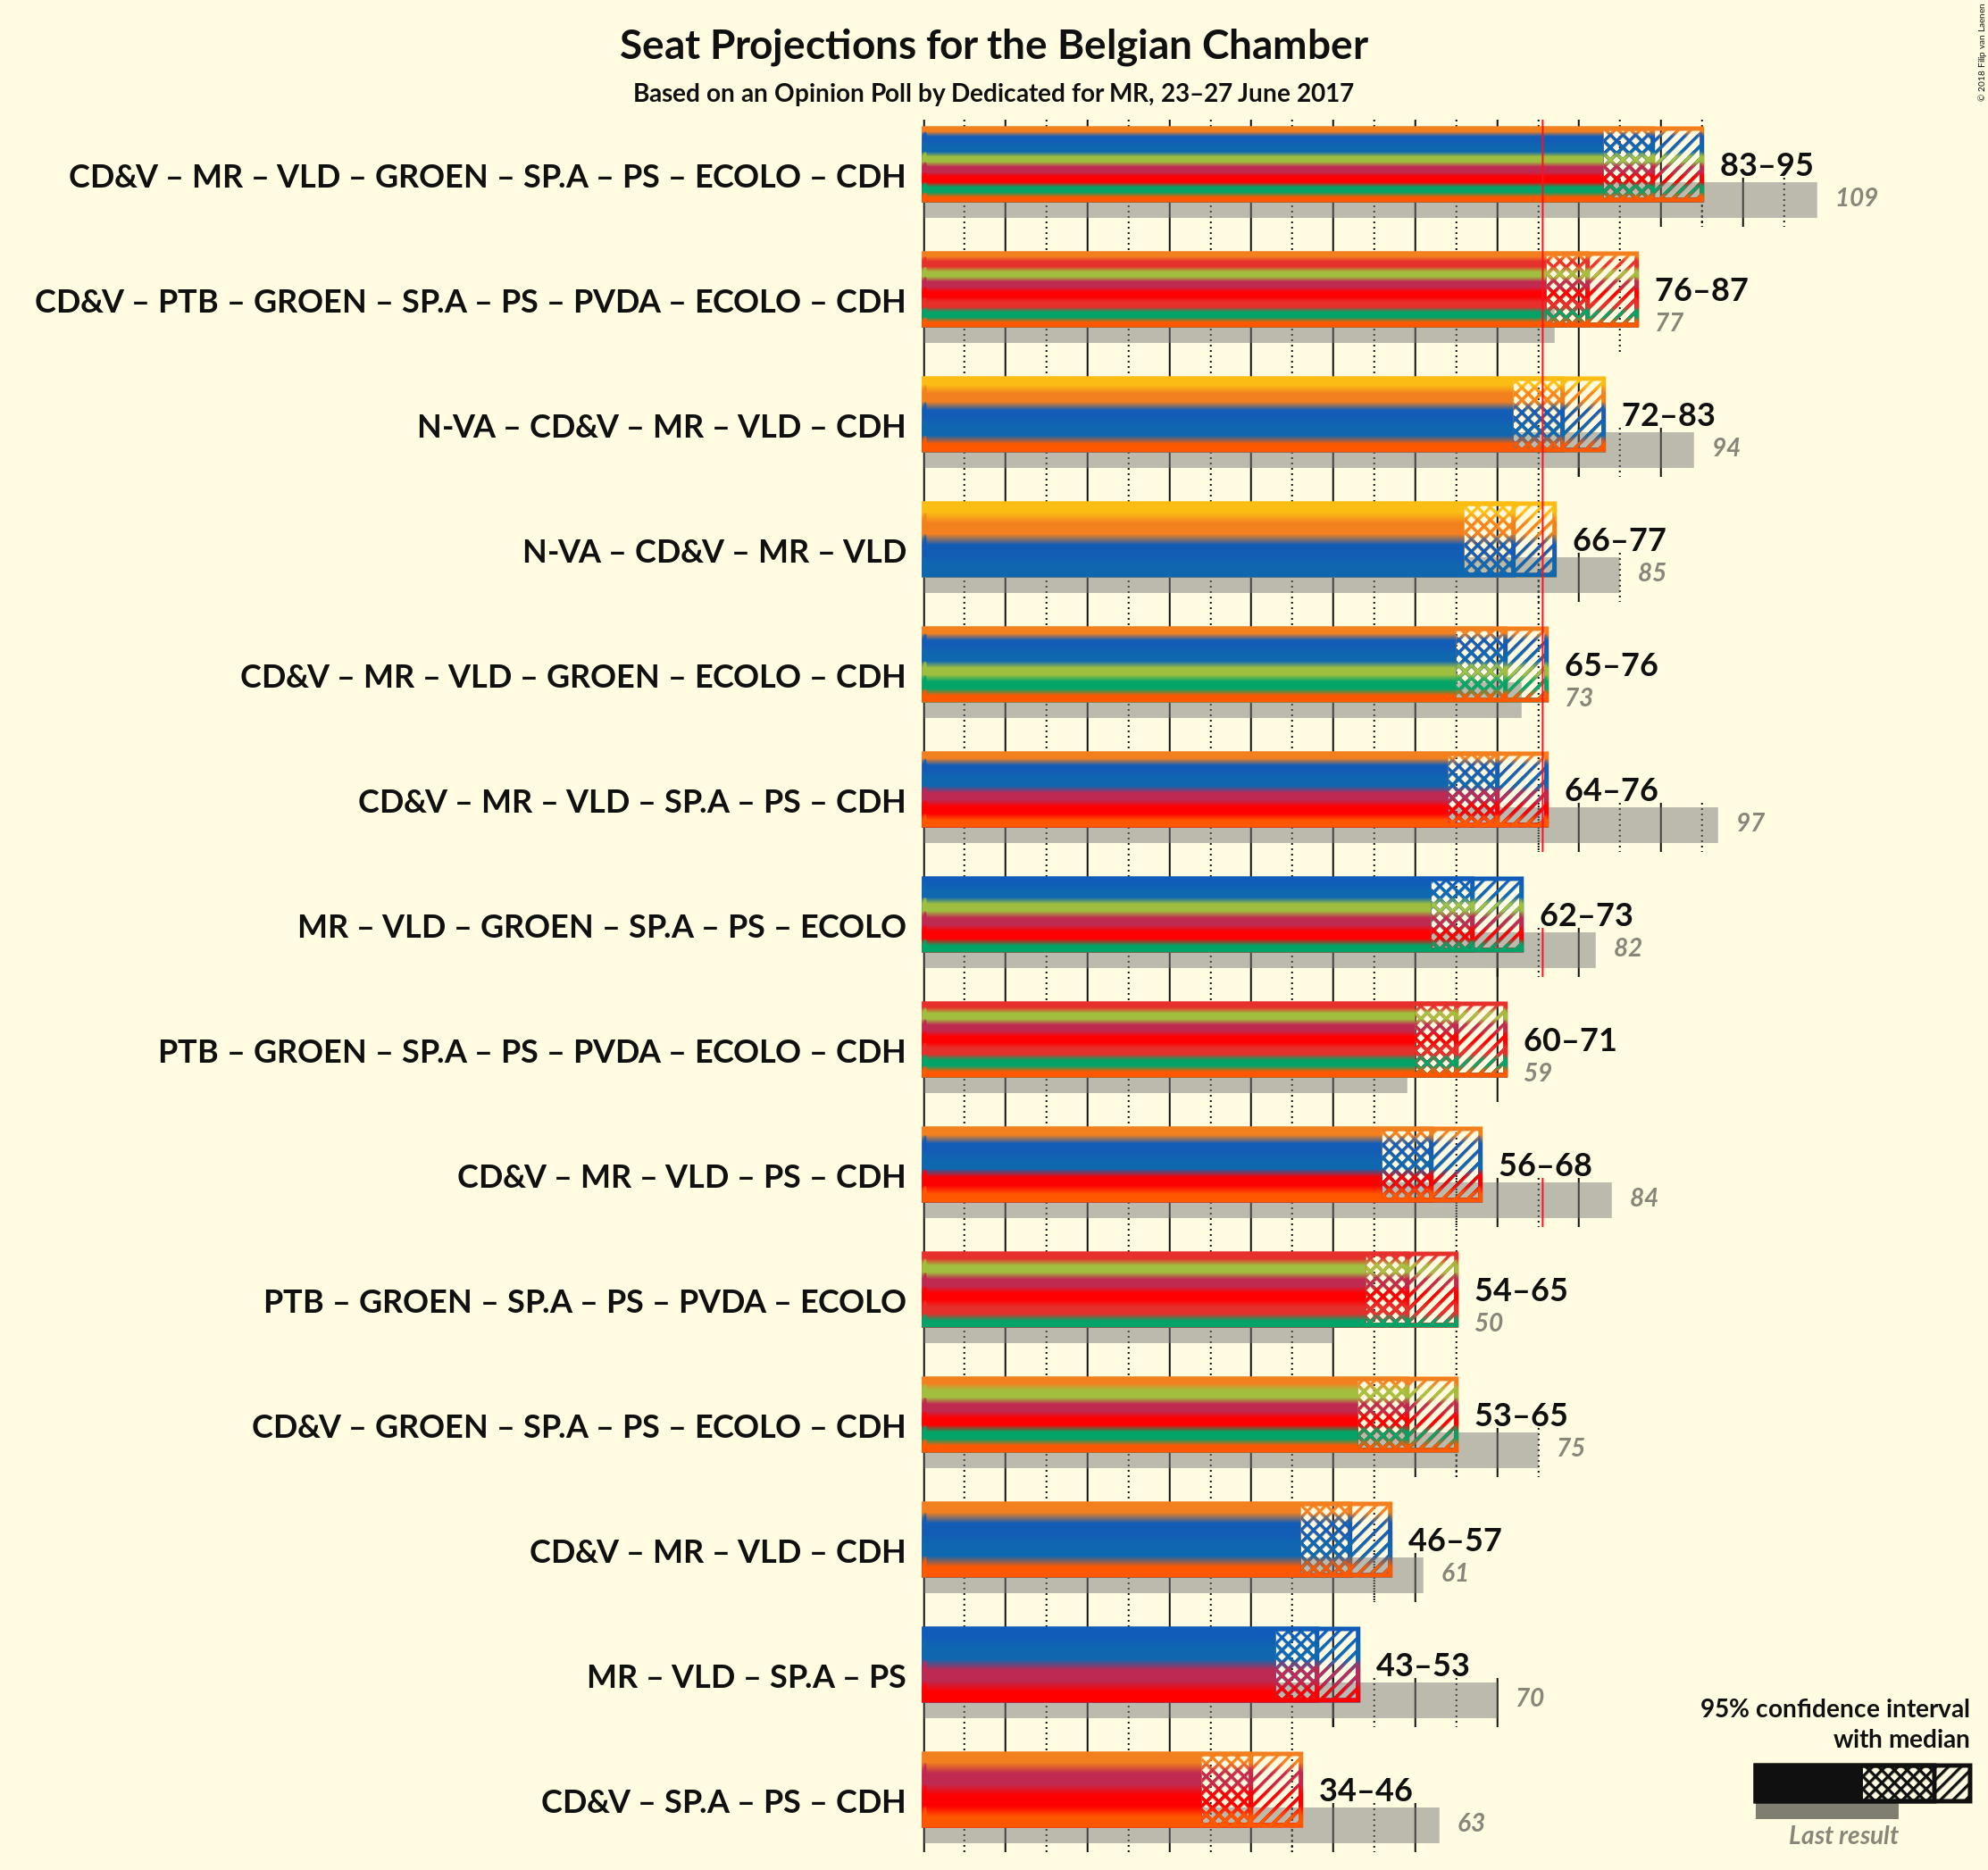 Seat Projections for the Belgian Chamber
Based on an Opinion Poll by Dedicated for MR, 23–27 June 2017
© 2018 Filip van Laenen
CD&V – MR – VLD – GROEN – SP.A – PS – ECOLO – CDH
83–95
109
CD&V – PTB – GROEN – SP.A – PS – PVDA – ECOLO – CDH
76–87
77
N-VA – CD&V – MR – VLD – CDH
72–83
94
N-VA – CD&V – MR – VLD
66–77
85
CD&V – MR – VLD – GROEN – ECOLO – CDH
65–76
73
CD&V – MR – VLD – SP.A – PS – CDH
64–76
97
MR – VLD – GROEN – SP.A – PS – ECOLO
62–73
82
PTB – GROEN – SP.A – PS – PVDA – ECOLO – CDH
60–71
59
CD&V – MR – VLD – PS – CDH
56–68
84
PTB – GROEN – SP.A – PS – PVDA – ECOLO
54–65
50
CD&V – GROEN – SP.A – PS – ECOLO – CDH
53–65
75
CD&V – MR – VLD – CDH
46–57
61
MR – VLD – SP.A – PS
43–53
70
CD&V – SP.A – PS – CDH
34–46
63
95% confidence interval
with median
Last result